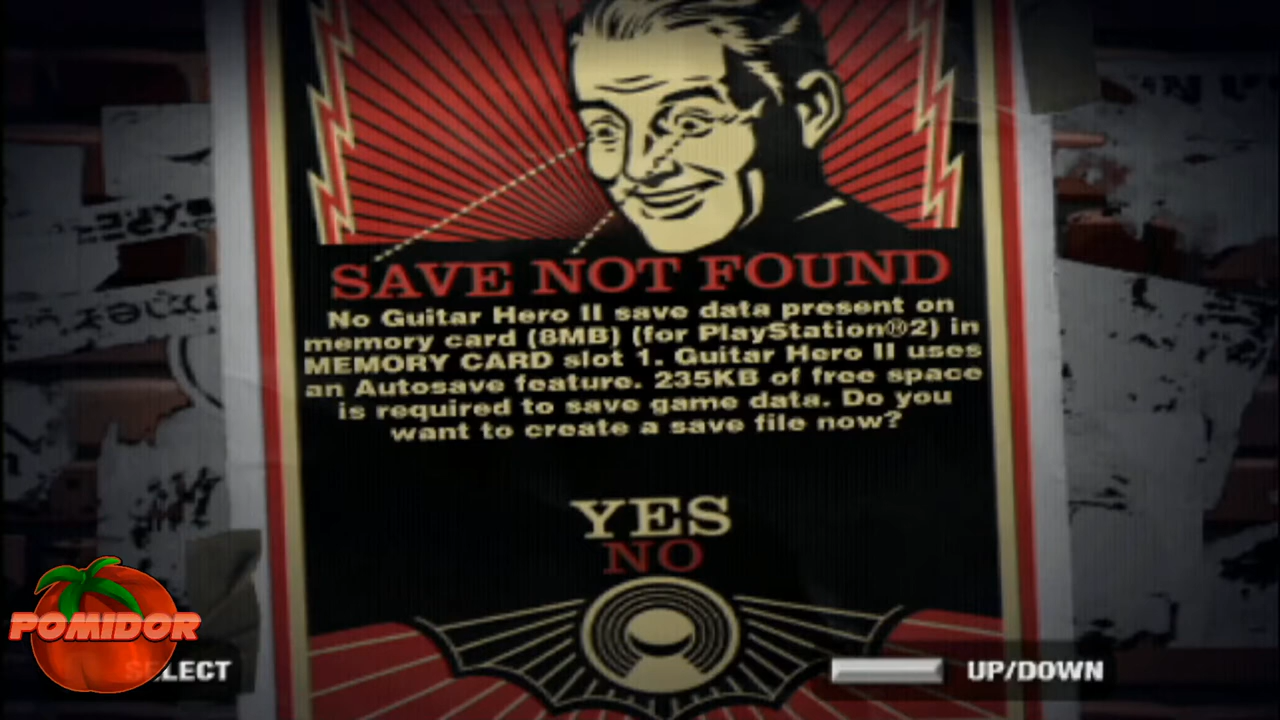 SAVE NOT FOUND
No Guitar Hero II save data present on
memory card (8MB) (for PlayStation®2) in
MEMORY CARD slot 1. Guitar Hero II uses
an Autosave feature. 235KB of free space
is required to save game data. Do you
want to create a save file now?
YES
NO
POMIDOR
SELECT
UP/DOWN